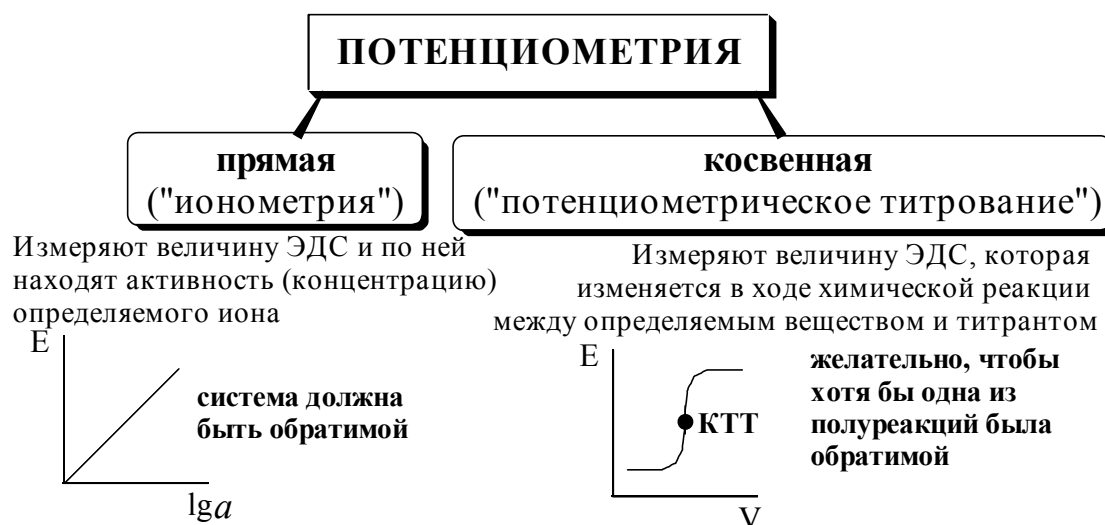 ПОТЕНЦИОМЕТРИЯ
прямая
("ионометрия")
косвенная
("потенциометрическое титрование")
Измеряют величину ЭДС и по ней
находят активность (концентрацию)
определяемого иона
Измеряют величину ЭДС, которая
изменяется в ходе химической реакции
между определяемым веществом и титрантом
E
система должна
быть обратимой
lga
E
КТТ
V
желательно, чтобы
хотя бы одна из
полуреакций была
обратимой